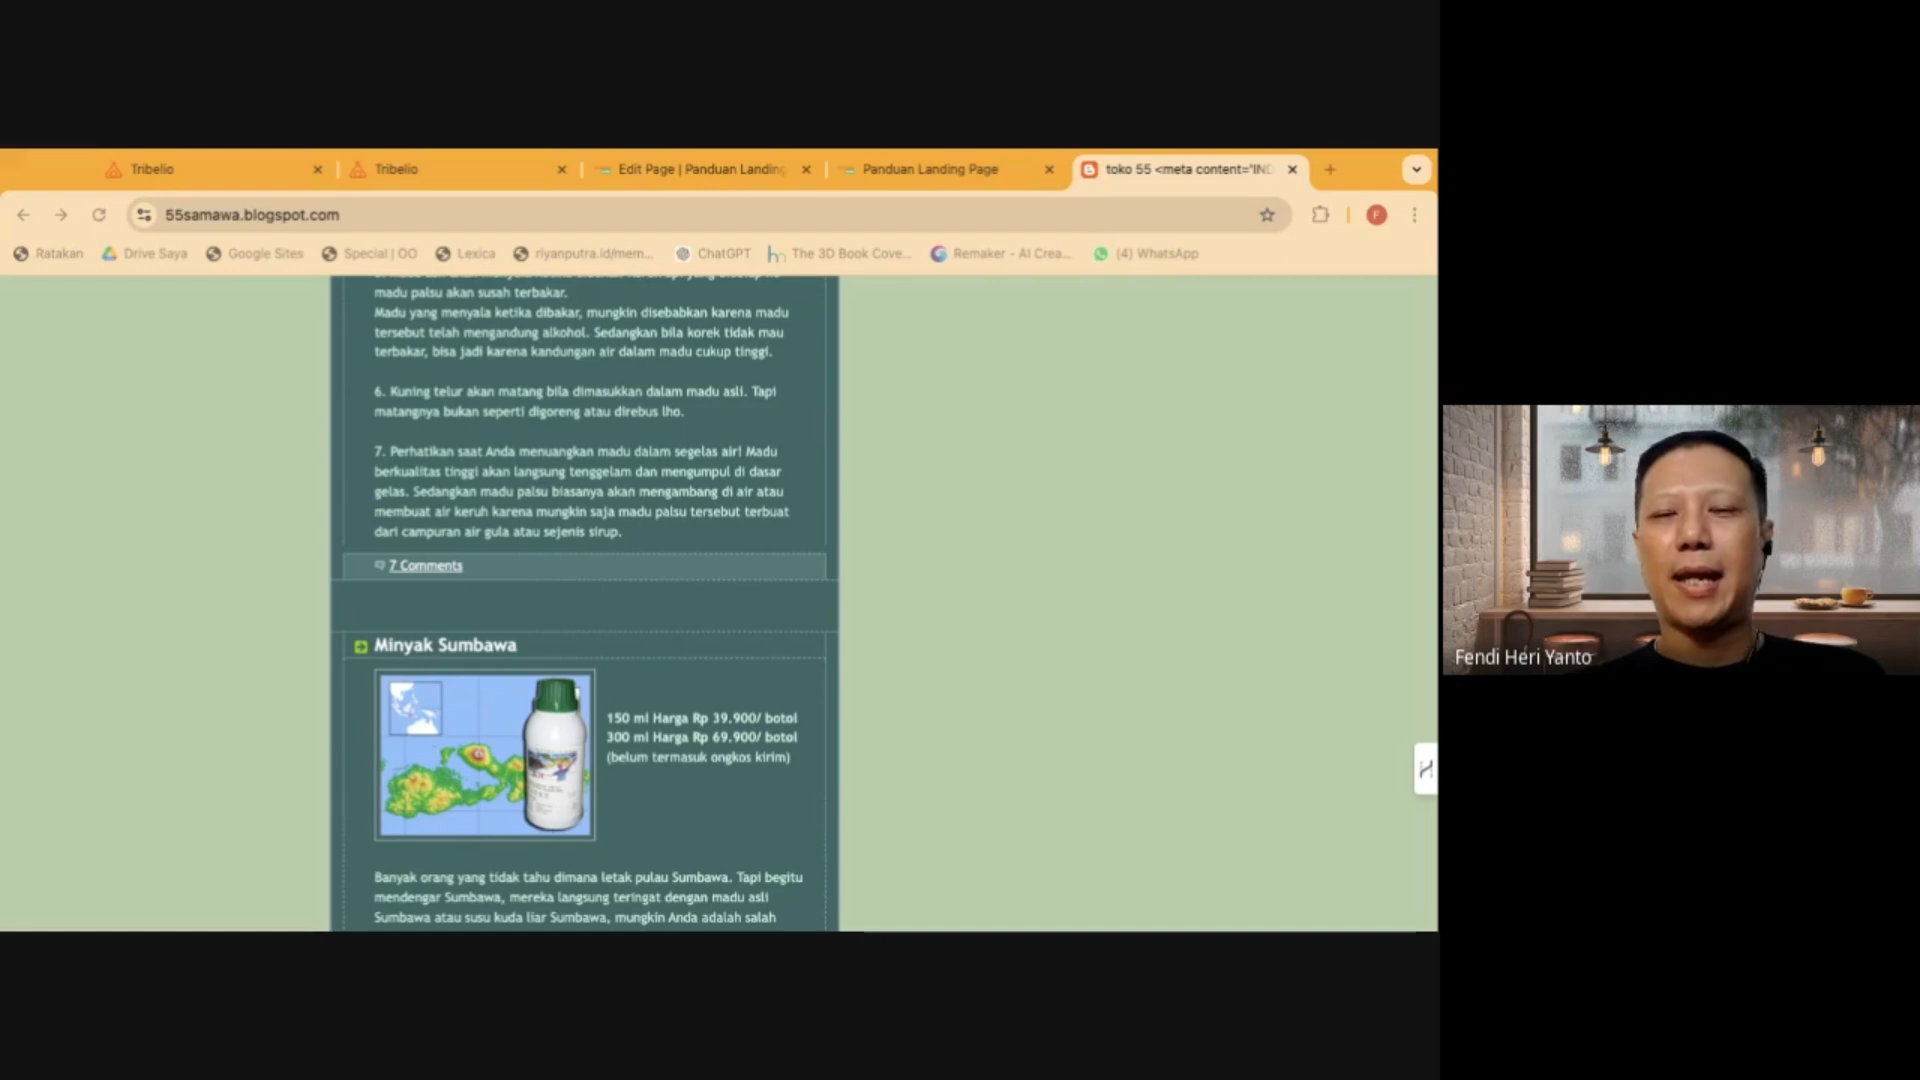 Tribelio
Tribelio
Edit Page | Panduan Landing
Panduan Landing Page
toko 55 <meta content='IND
55samawa.blogspot.com
F
Ratakan
Drive Saya
Google Sites
Special | OO
Lexica
riyanputra.id/mem...
ChatGPT
The 3D Book Cove...
Remaker - AI Crea...
(4) WhatsApp
madu palsu akan susah terbakar.
Madu yang menyala ketika dibakar, mungkin disebabkan karena madu
tersebut telah mengandung alkohol. Sedangkan bila korek tidak mau
terbakar, bisa jadi karena kandungan air dalam madu cukup tinggi.
6. Kuning telur akan matang bila dimasukkan dalam madu asli. Tapi
matangnya bukan seperti digoreng atau direbus lho.
7. Perhatikan saat Anda menuangkan madu dalam segelas air! Madu
berkualitas tinggi akan langsung tenggelam dan mengumpul di dasar
gelas. Sedangkan madu palsu biasanya akan mengambang di air atau
membuat air keruh karena mungkin saja madu palsu tersebut terbuat
dari campuran air gula atau sejenis sirup.
7 Comments
Minyak Sumbawa
150 ml Harga Rp 39.900/ botol
300 ml Harga Rp 69.900/ botol
(belum termasuk ongkos kirim)
Banyak orang yang tidak tahu dimana letak pulau Sumbawa. Tapi begitu
mendengar Sumbawa, mereka langsung teringat dengan madu asli
Sumbawa atau susu kuda liar Sumbawa, mungkin Anda adalah salah
Fendi Heri Yanto